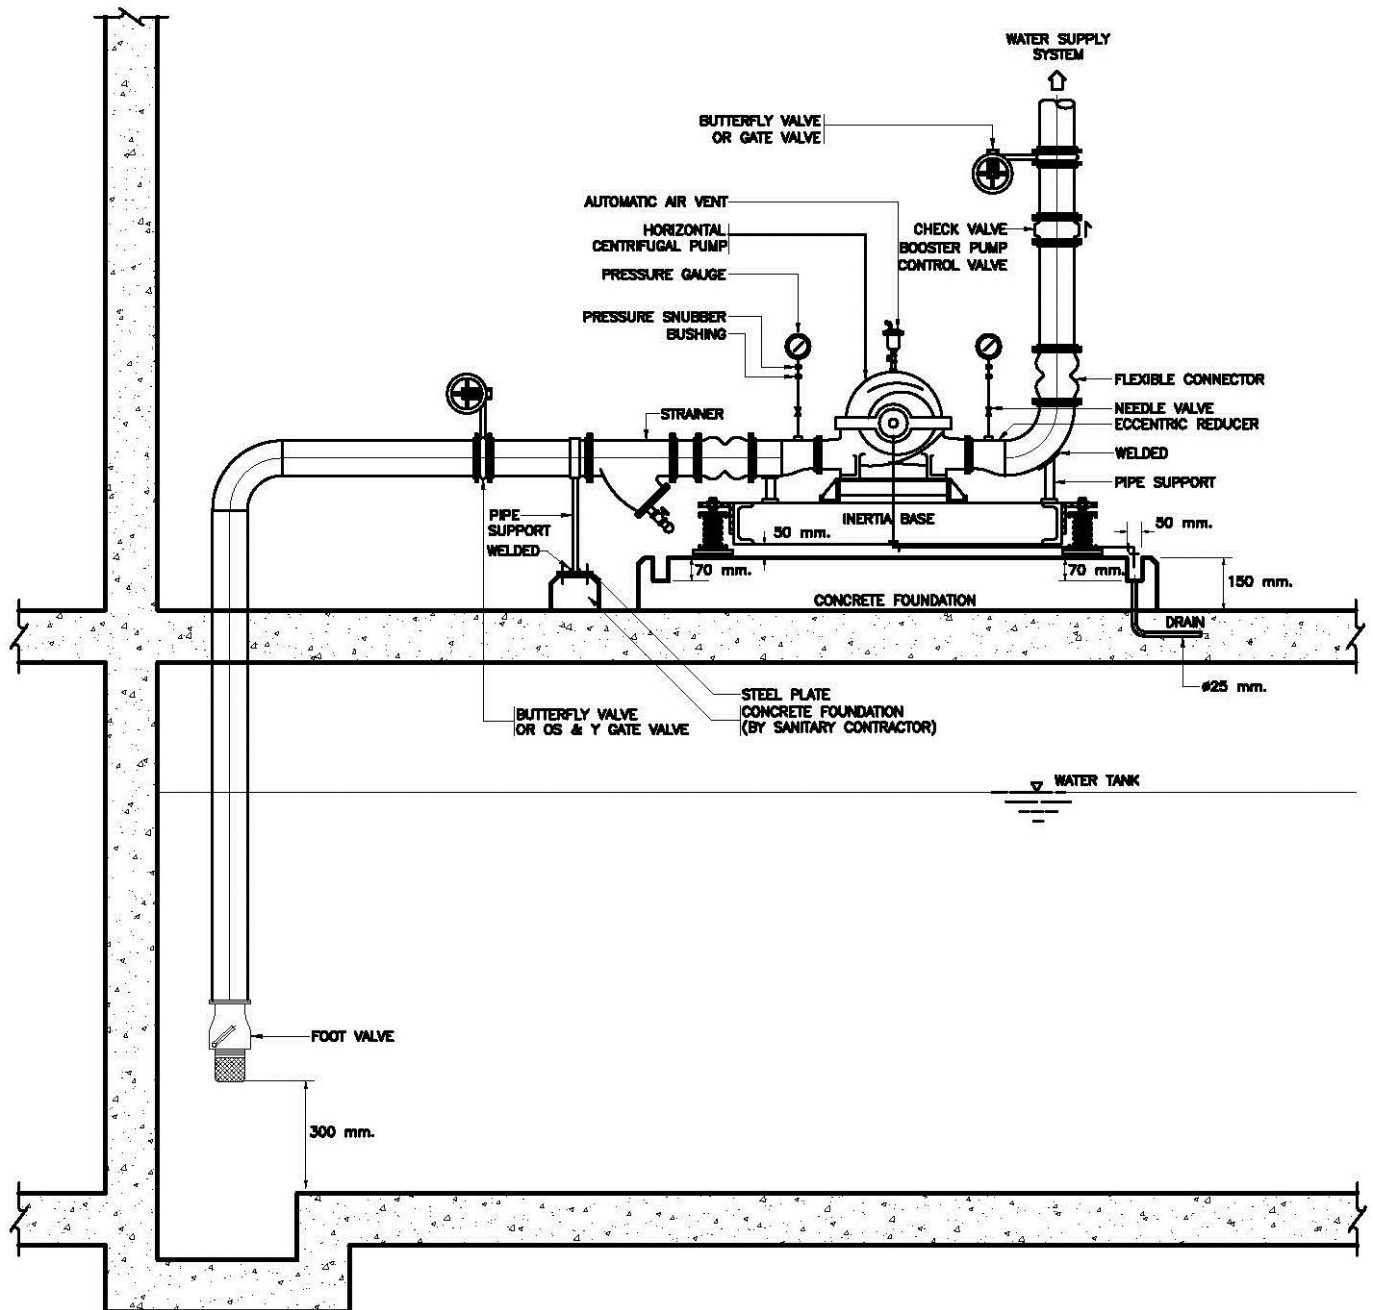 WATER SUPPLY
SYSTEM
BUTTERFLY VALVE
OR GATE VALVE
AUTOMATIC AIR VENT
HORIZONTAL
CENTRIFUGAL PUMP
CHECK VALVE
BOOSTER PUMP
CONTROL VALVE
PRESSURE GAUGE
PRESSURE SNUBBER
BUSHING
FLEXIBLE CONNECTOR
STRAINER
NEEDLE VALVE
ECCENTRIC REDUCER
WELDED
PIPE SUPPORT
PIPE
SUPPORT
WELDED
INERTIA BASE
50 mm.
50 mm.
70 mm.
70 mm.
150 mm.
CONCRETE FOUNDATION
DRAIN
ø25 mm.
STEEL PLATE
CONCRETE FOUNDATION
(BY SANITARY CONTRACTOR)
BUTTERFLY VALVE
OR OS & Y GATE VALVE
WATER TANK
FOOT VALVE
300 mm.